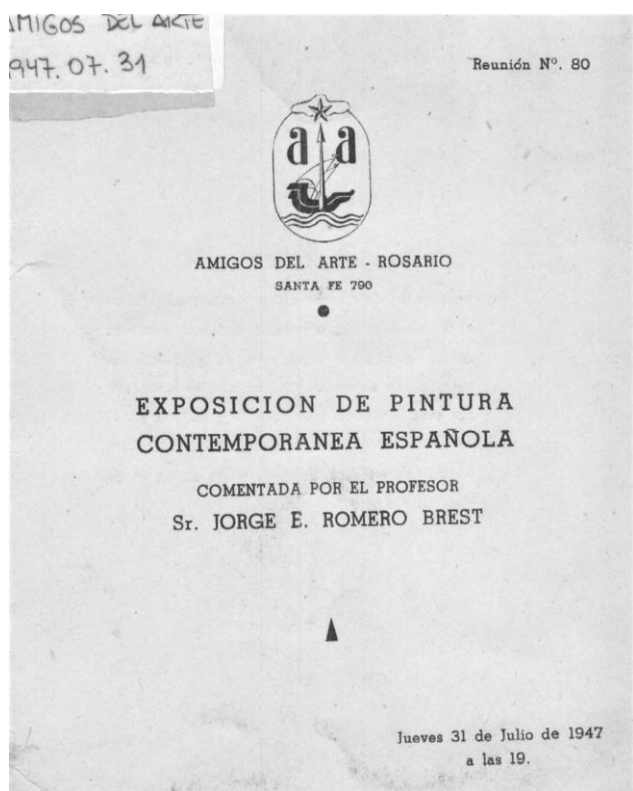 AMIGOS DEL ARTE
1947.07.31
Reunión Nº. 80
a a
AMIGOS DEL ARTE - ROSARIO
SANTA FE 790
EXPOSICION DE PINTURA
CONTEMPORANEA ESPAÑOLA
COMENTADA POR EL PROFESOR
Sr. JORGE E. ROMERO BREST
Jueves 31 de Julio de 1947
a las 19.